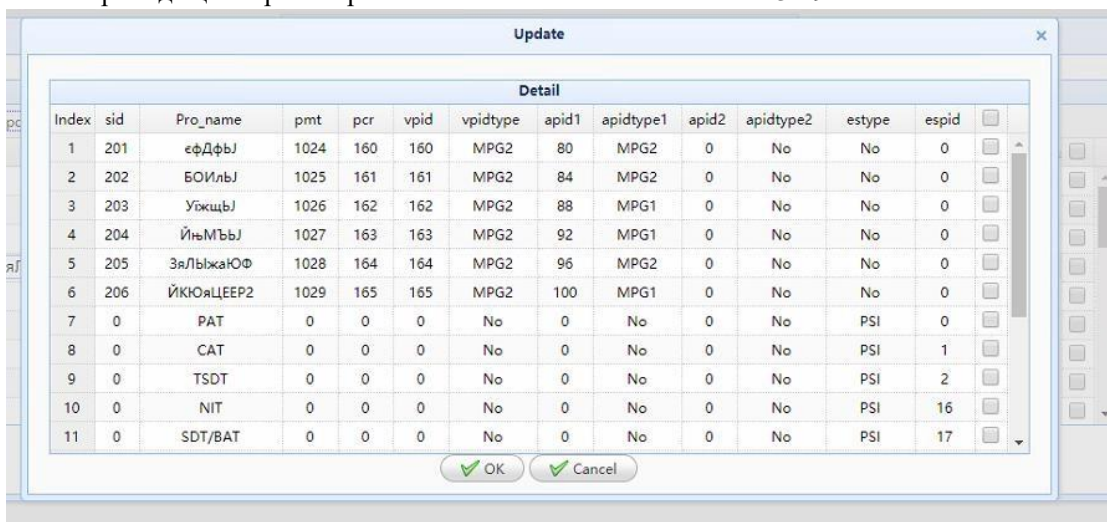 Update
Detail
Index sid Pro_name pmt pcr vpid vpidtype apid1 apidtype1 apid2 apidtype2 estype espid
1 201 єфДфЬЈ 1024 160 160 MPG2 80 MPG2 0 No No 0
2 202 БОИлЬЈ 1025 161 161 MPG2 84 MPG2 0 No No 0
3 203 УїжщЬЈ 1026 162 162 MPG2 88 MPG1 0 No No 0
4 204 ЙњМЪЬЈ 1027 163 163 MPG2 92 MPG1 0 No No 0
5 205 ЗяЛЫжаЮФ 1028 164 164 MPG2 96 MPG2 0 No No 0
6 206 ЙКЮяЦЕЕР2 1029 165 165 MPG2 100 MPG1 0 No No 0
7 0 PAT 0 0 0 No 0 No 0 No PSI 0
8 0 CAT 0 0 0 No 0 No 0 No PSI 1
9 0 TSDT 0 0 0 No 0 No 0 No PSI 2
10 0 NIT 0 0 0 No 0 No 0 No PSI 16
11 0 SDT/BAT 0 0 0 No 0 No 0 No PSI 17
OK Cancel